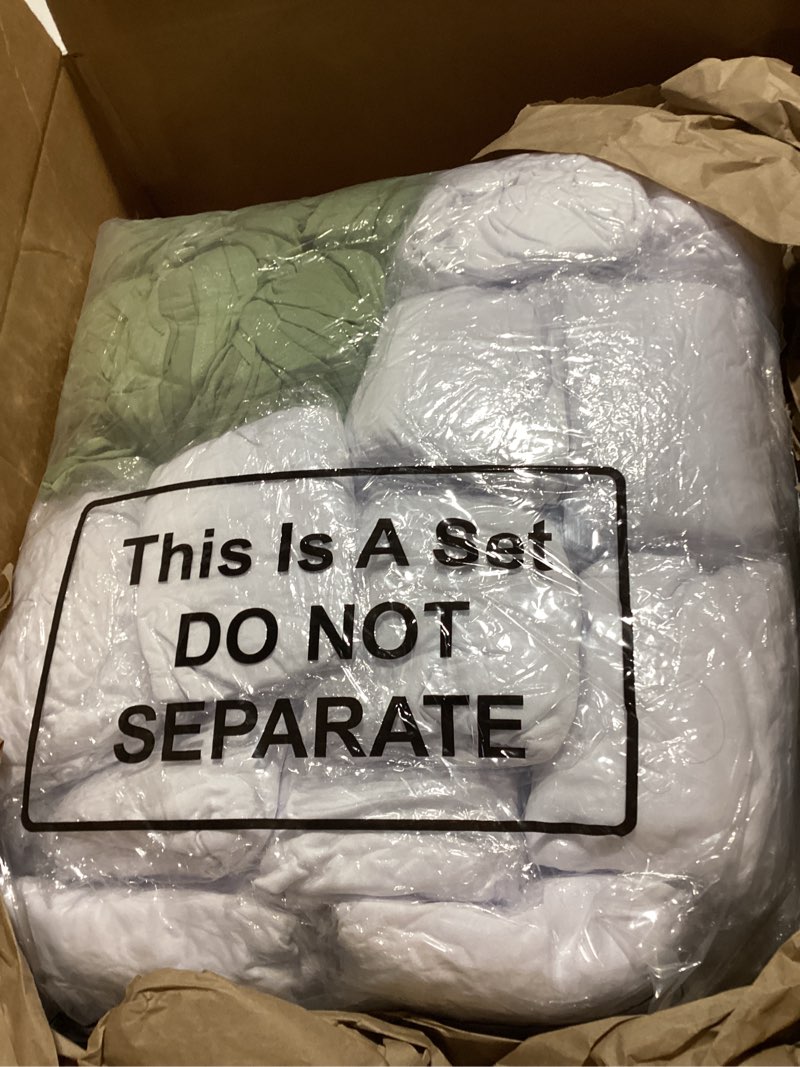 This Is A Set
DO NOT
SEPARATE